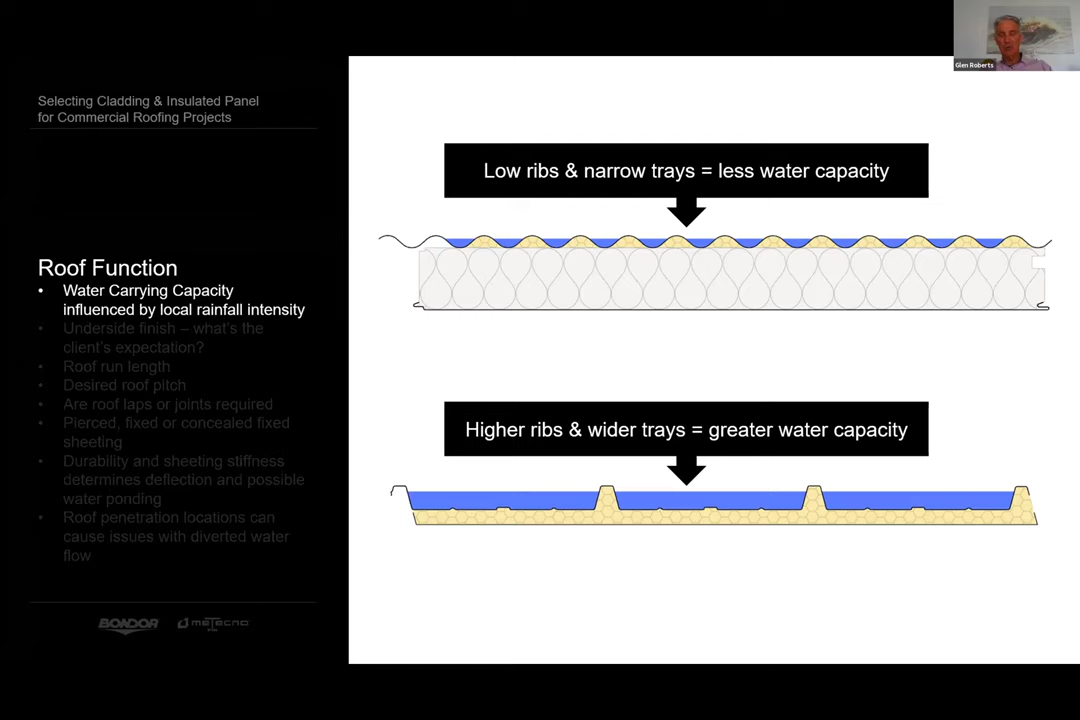 Glen Roberts
Selecting Cladding & Insulated Panel
for Commercial Roofing Projects
Roof Function
• Water Carrying Capacity
influenced by local rainfall intensity
• Underside finish – what's the
client's expectation?
• Roof run length
• Desired roof pitch
• Are roof laps or joints required
• Pierced, fixed or concealed fixed
sheeting
• Durability and sheeting stiffness
determines deflection and possible
water ponding
• Roof penetration locations can
cause issues with diverted water
flow
BONDOR
METECNO
Low ribs & narrow trays = less water capacity
Higher ribs & wider trays = greater water capacity